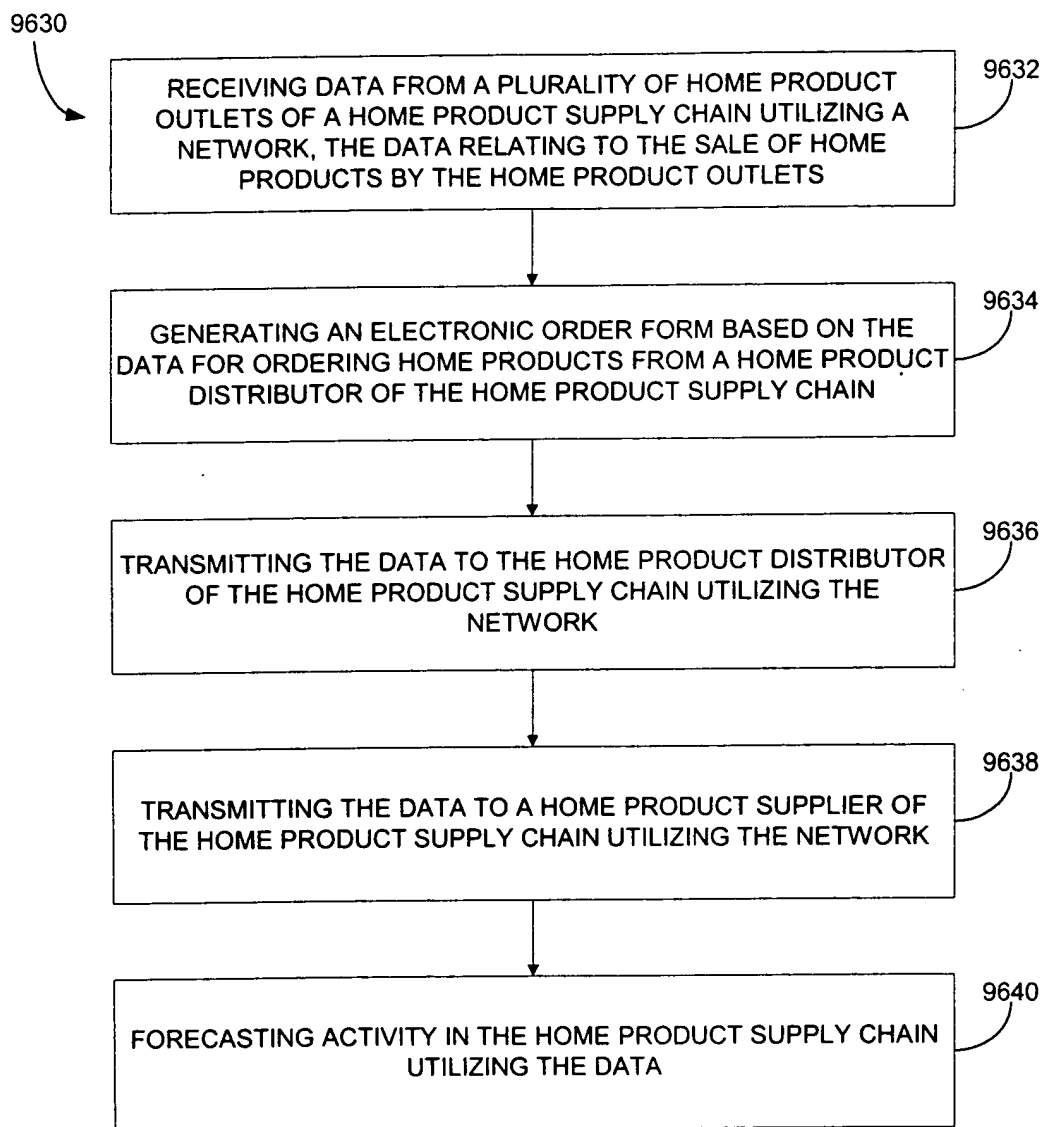 9630
RECEIVING DATA FROM A PLURALITY OF HOME PRODUCT
OUTLETS OF A HOME PRODUCT SUPPLY CHAIN UTILIZING A
NETWORK, THE DATA RELATING TO THE SALE OF HOME
PRODUCTS BY THE HOME PRODUCT OUTLETS
9632
GENERATING AN ELECTRONIC ORDER FORM BASED ON THE
DATA FOR ORDERING HOME PRODUCTS FROM A HOME PRODUCT
DISTRIBUTOR OF THE HOME PRODUCT SUPPLY CHAIN
9634
TRANSMITTING THE DATA TO THE HOME PRODUCT DISTRIBUTOR
OF THE HOME PRODUCT SUPPLY CHAIN UTILIZING THE
NETWORK
9636
TRANSMITTING THE DATA TO A HOME PRODUCT SUPPLIER OF
THE HOME PRODUCT SUPPLY CHAIN UTILIZING THE NETWORK
9638
FORECASTING ACTIVITY IN THE HOME PRODUCT SUPPLY CHAIN
UTILIZING THE DATA
9640